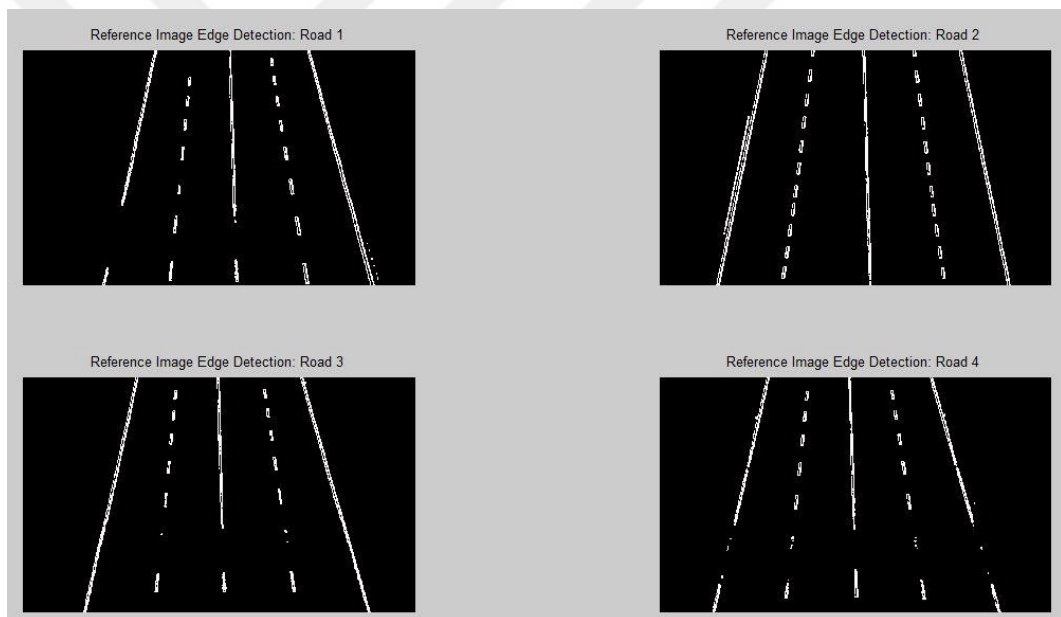 Reference Image Edge Detection: Road 1
Reference Image Edge Detection: Road 2
Reference Image Edge Detection: Road 3
Reference Image Edge Detection: Road 4